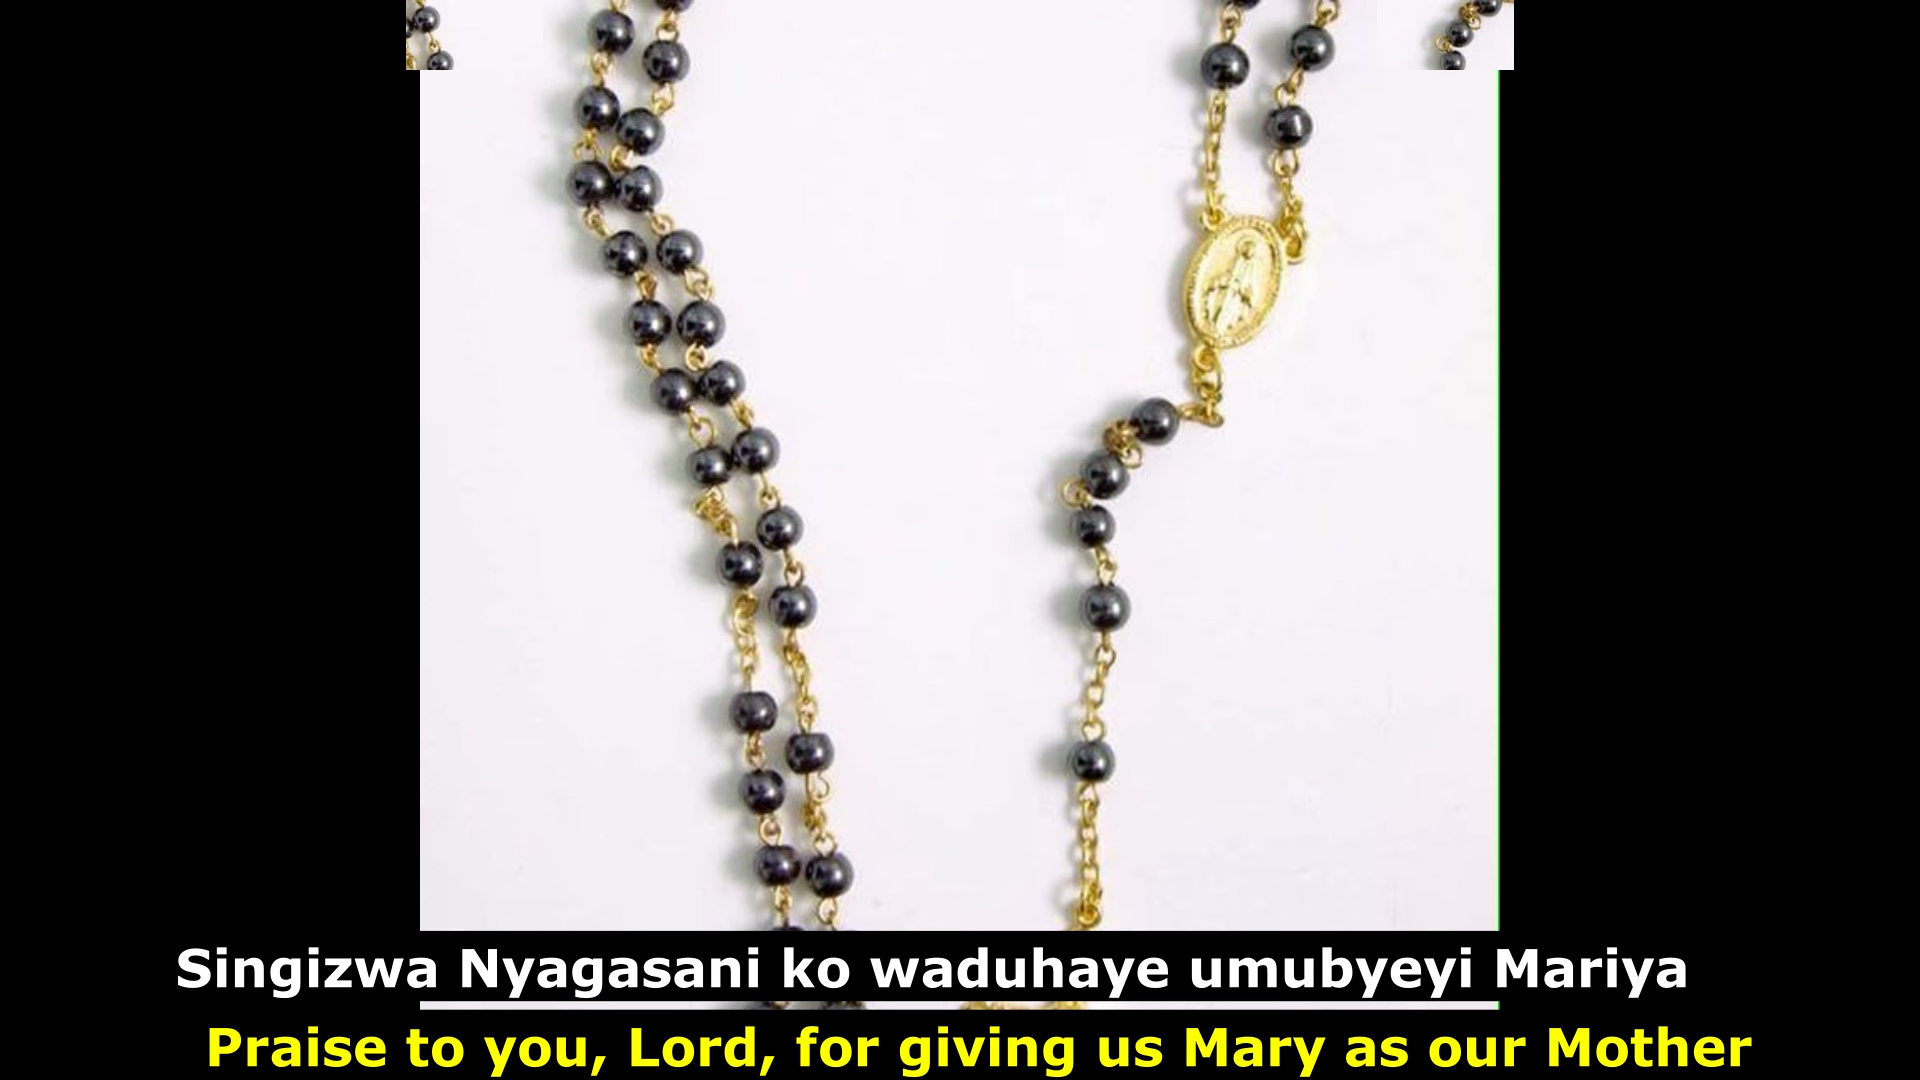 Singizwa Nyagasani ko waduhaye umubyeyi Mariya
Praise to you, Lord, for giving us Mary as our Mother